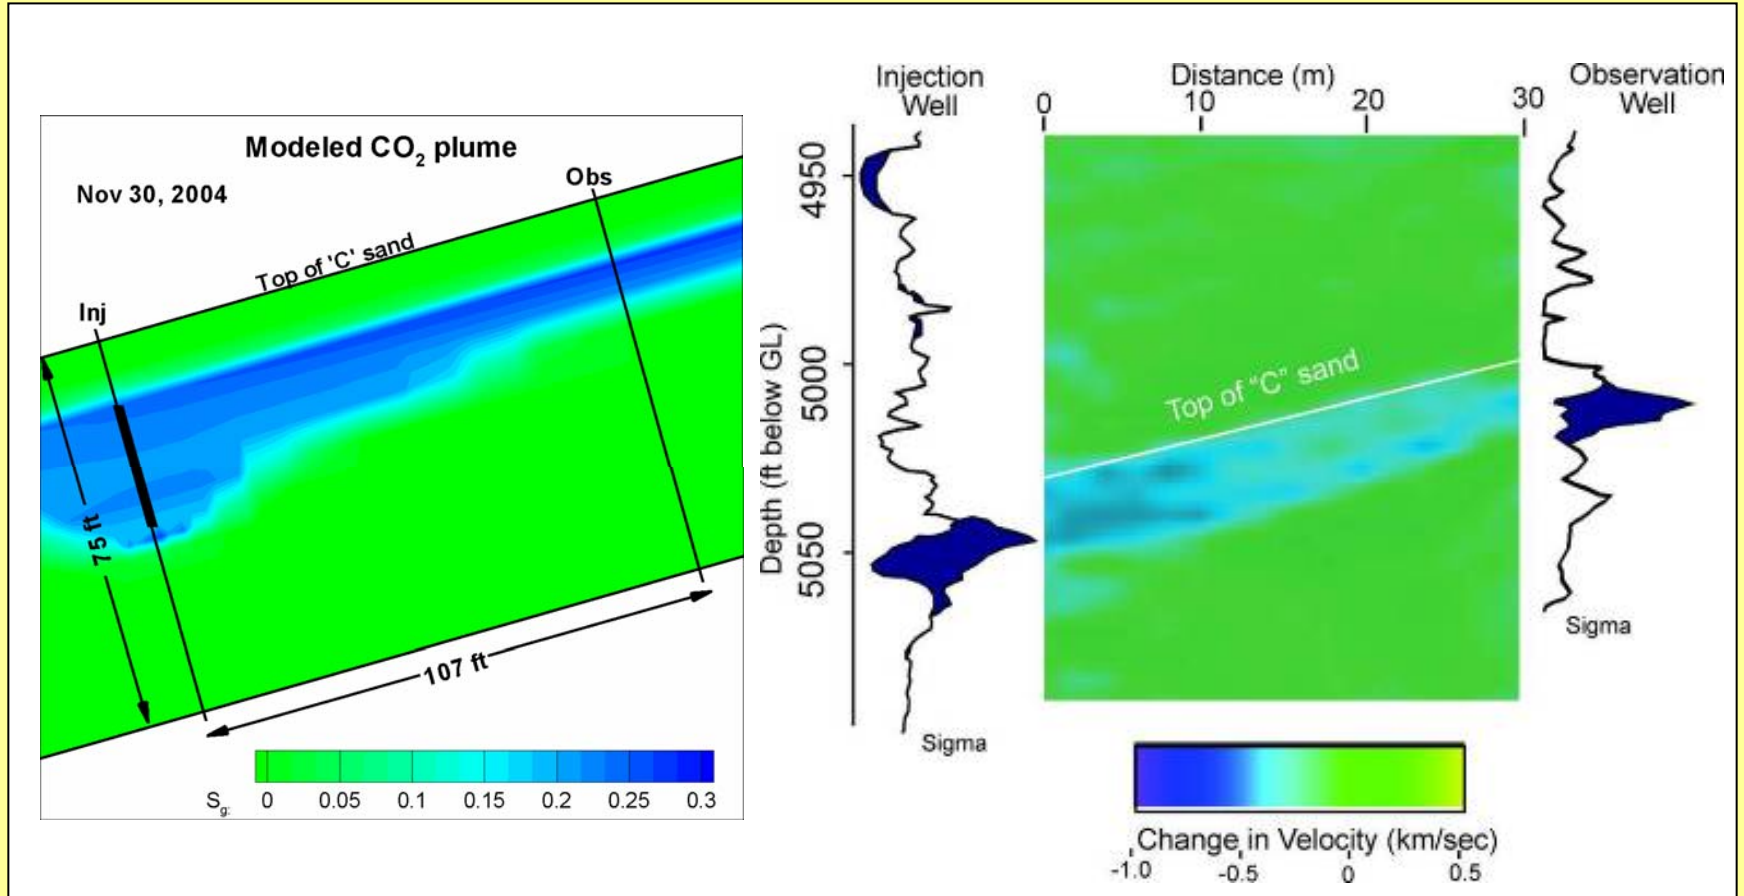 Modeled CO₂ plume
Nov 30, 2004
Obs
Top of 'C' sand
Inj
75 ft
107 ft
S g: 0 0.05 0.1 0.15 0.2 0.25 0.3
Injection
Well
Distance (m)
0 10 20 30
Observation
Well
Depth (ft below GL)
4950
5000
5050
Top of “C” sand
Sigma
Sigma
Change in Velocity (km/sec)
-1.0 -0.5 0 0.5